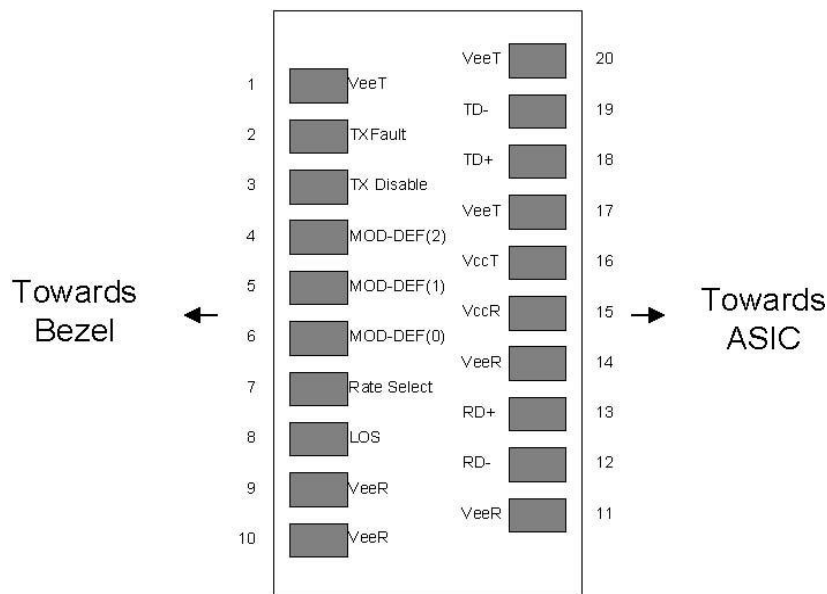 VeeT 20
1 VeeT
TD- 19
2 TXFault
TD+ 18
3 TX Disable
VeeT 17
4 MOD-DEF(2)
VccT 16
5 MOD-DEF(1)
Towards
Bezel
VccR 15
Towards
ASIC
6 MOD-DEF(0)
VeeR 14
7 Rate Select
RD+ 13
8 LOS
RD- 12
9 VeeR
VeeR 11
10 VeeR